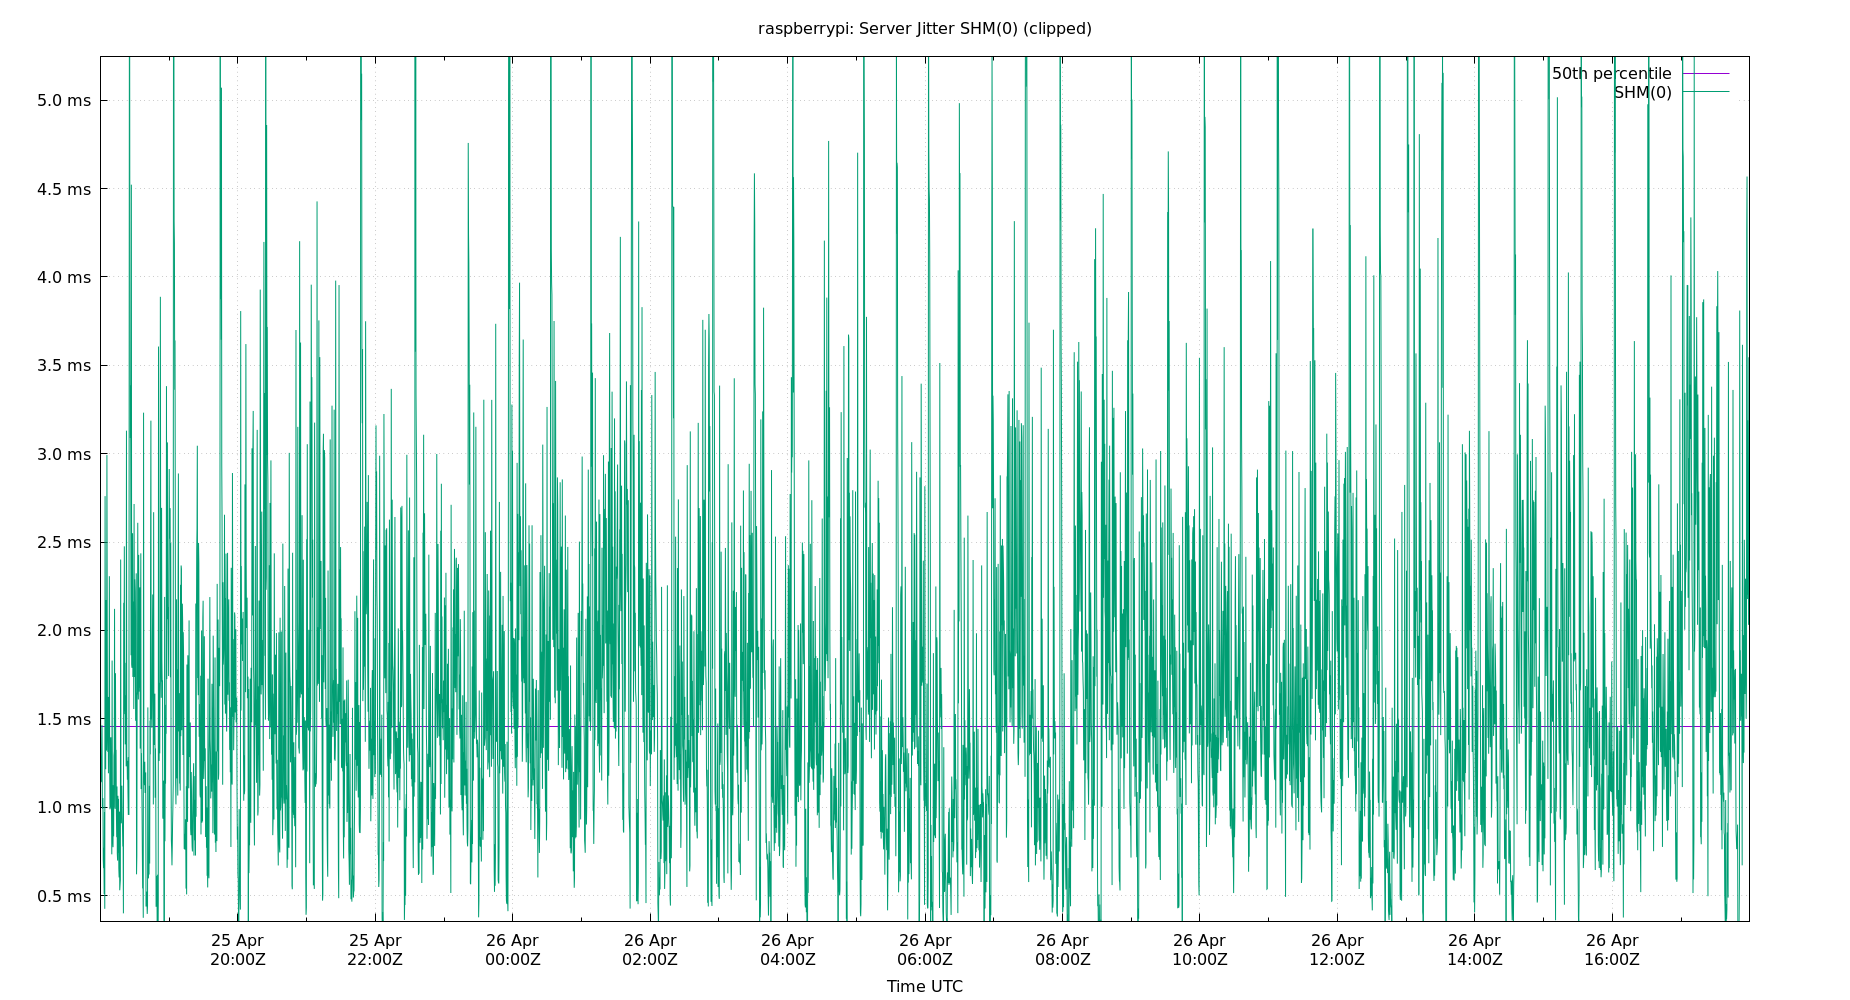 raspberrypi: Server Jitter SHM(0) (clipped)
50th percentile
SHM(0)
5.0 ms
4.5 ms
4.0 ms
3.5 ms
3.0 ms
2.5 ms
2.0 ms
1.5 ms
1.0 ms
0.5 ms
25 Apr 25 Apr 26 Apr 26 Apr 26 Apr 26 Apr 26 Apr 26 Apr 26 Apr 26 Apr 26 Apr
20:00Z 22:00Z 00:00Z 02:00Z 04:00Z 06:00Z 08:00Z 10:00Z 12:00Z 14:00Z 16:00Z
Time UTC